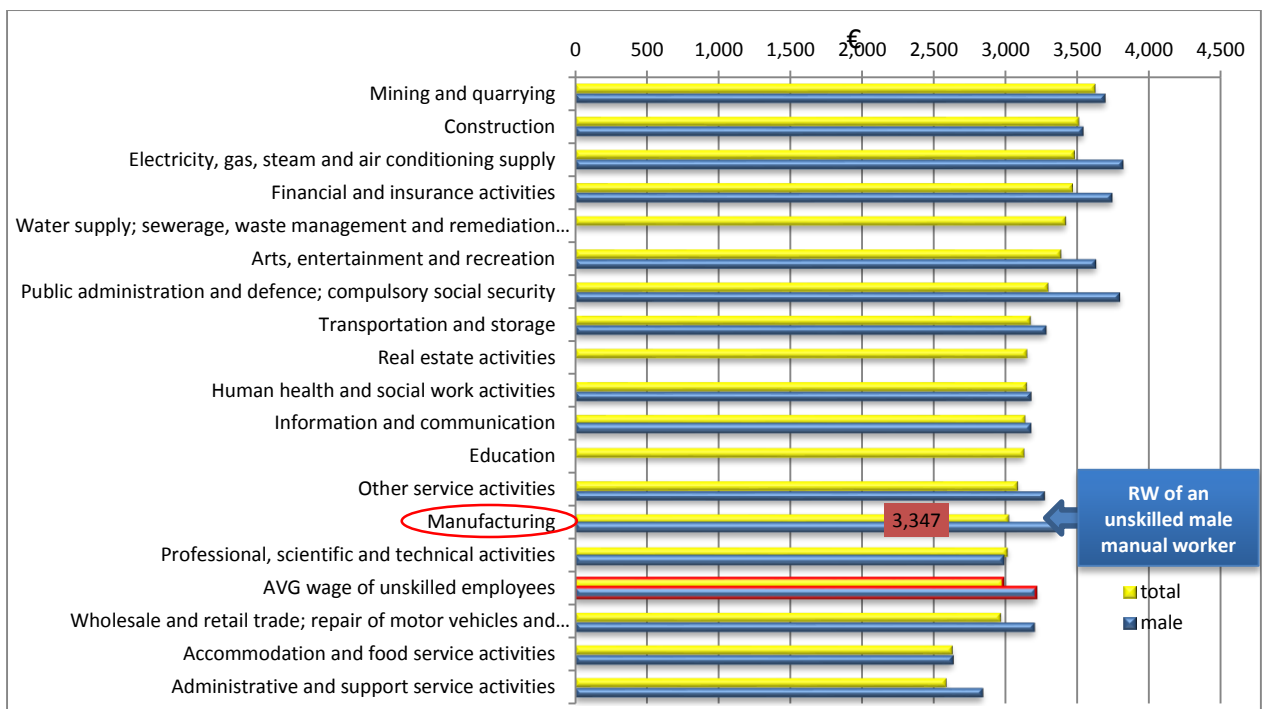 €
0 500 1,000 1,500 2,000 2,500 3,000 3,500 4,000 4,500
Mining and quarrying
Construction
Electricity, gas, steam and air conditioning supply
Financial and insurance activities
Water supply; sewerage, waste management and remediation...
Arts, entertainment and recreation
Public administration and defence; compulsory social security
Transportation and storage
Real estate activities
Human health and social work activities
Information and communication
Education
Other service activities
Manufacturing
3,347
RW of an
unskilled male
manual worker
Professional, scientific and technical activities
AVG wage of unskilled employees
Wholesale and retail trade; repair of motor vehicles and...
Accommodation and food service activities
Administrative and support service activities
total
male